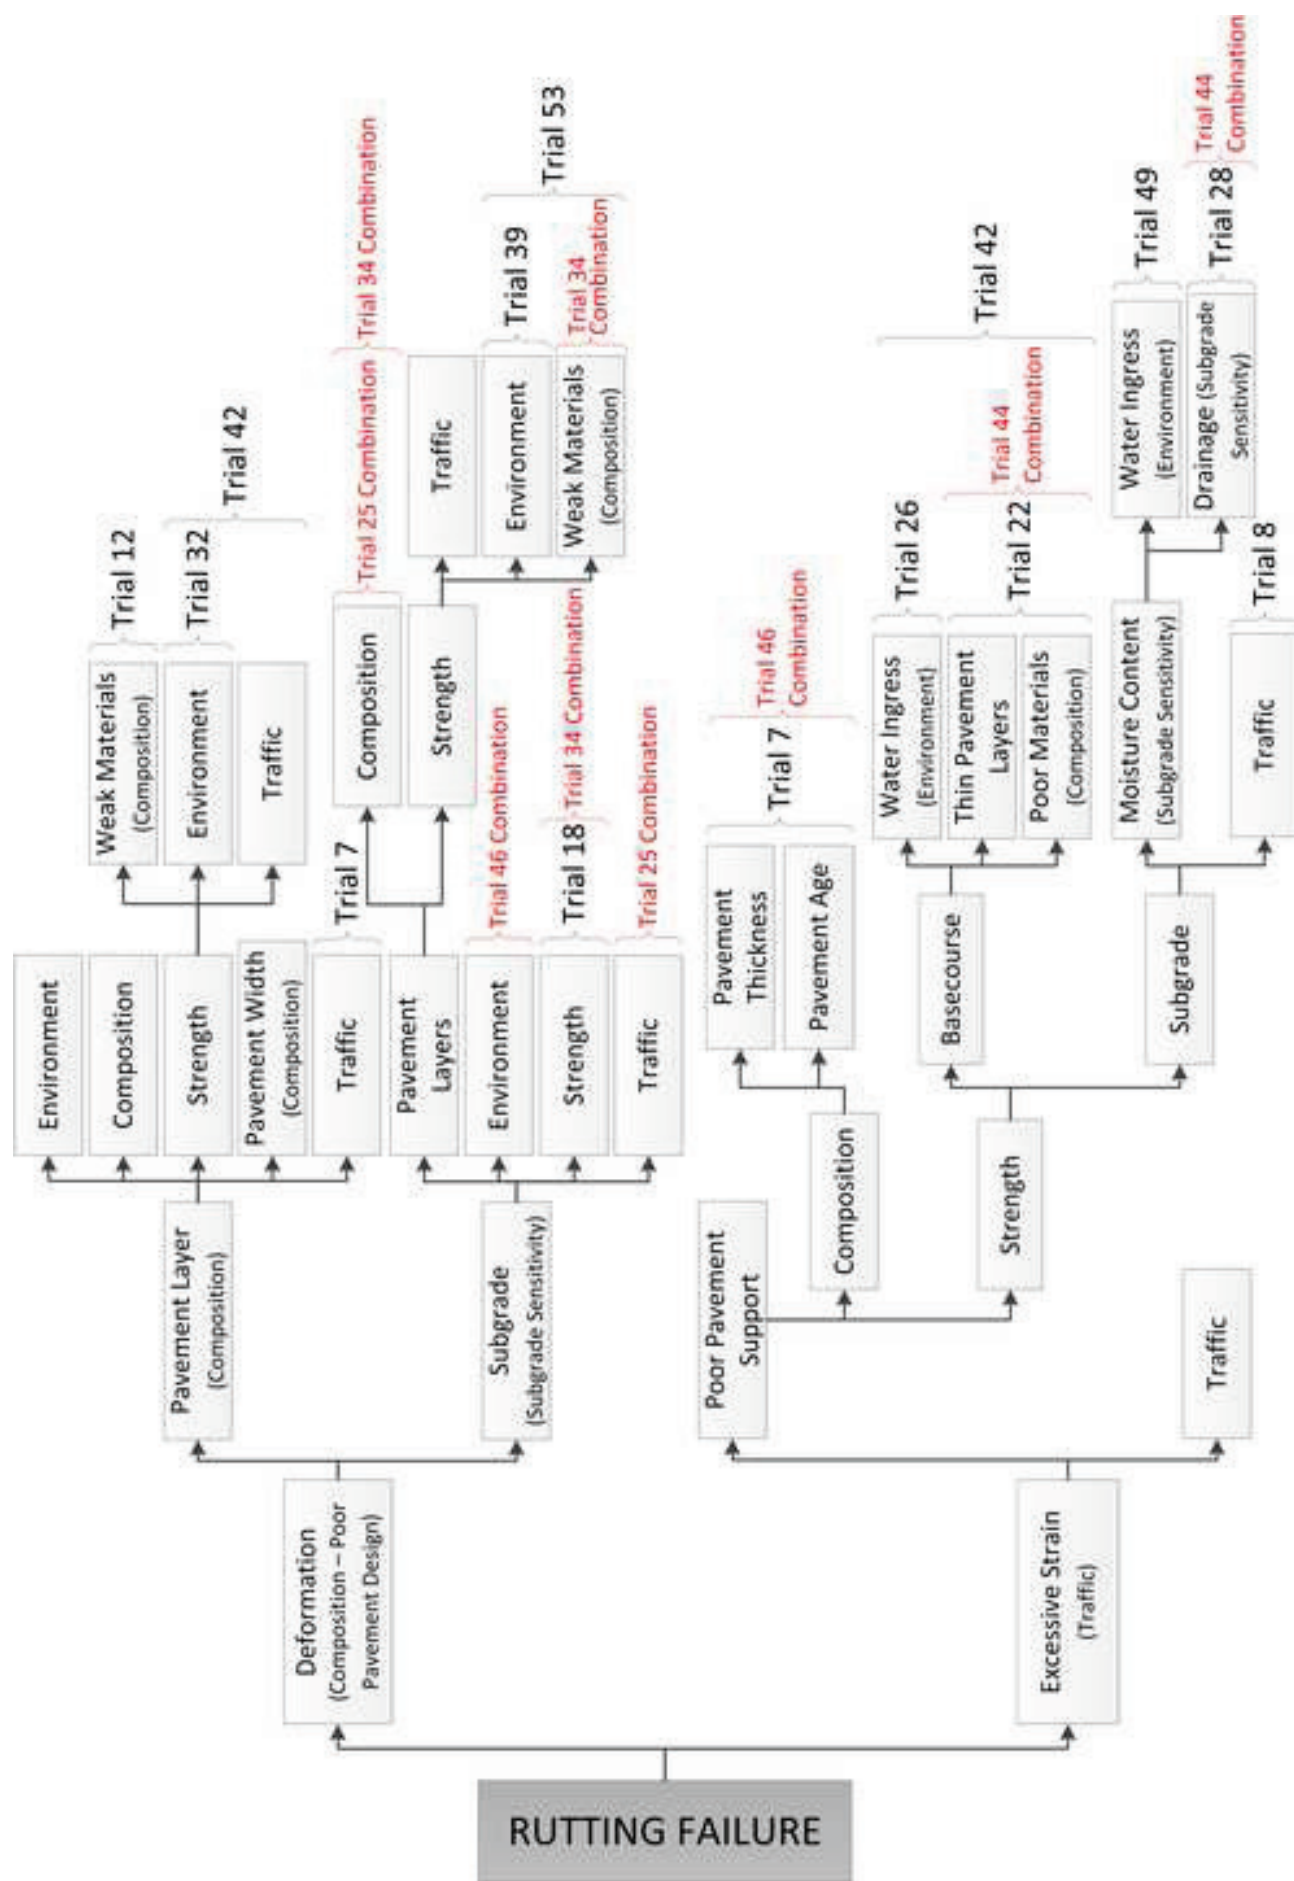 RUTTING FAILURE
Deformation
(Composition – Poor
Pavement Design)
Pavement Layer
(Composition)
Environment
Composition
Strength
Weak Materials
(Composition)
Trial 12
Environment
Trial 32
Traffic
Trial 42
Pavement Width
(Composition)
Traffic
Trial 7
Subgrade
(Subgrade Sensitivity)
Pavement
Layers
Composition
Trial 25 Combination
Trial 34 Combination
Strength
Traffic
Environment
Trial 39
Weak Materials
(Composition)
Trial 34
Combination
Trial 53
Environment
Trial 46 Combination
Strength
Trial 18
Trial 34 Combination
Traffic
Trial 25 Combination
Excessive Strain
(Traffic)
Poor Pavement
Support
Composition
Pavement
Thickness
Pavement Age
Trial 7
Trial 46
Combination
Strength
Basecourse
Water Ingress
(Environment)
Trial 26
Thin Pavement
Layers
Poor Materials
(Composition)
Trial 22
Trial 44
Combination
Trial 42
Subgrade
Moisture Content
(Subgrade Sensitivity)
Water Ingress
(Environment)
Trial 49
Drainage (Subgrade
Sensitivity)
Trial 28
Trial 44
Combination
Traffic
Trial 8
Traffic